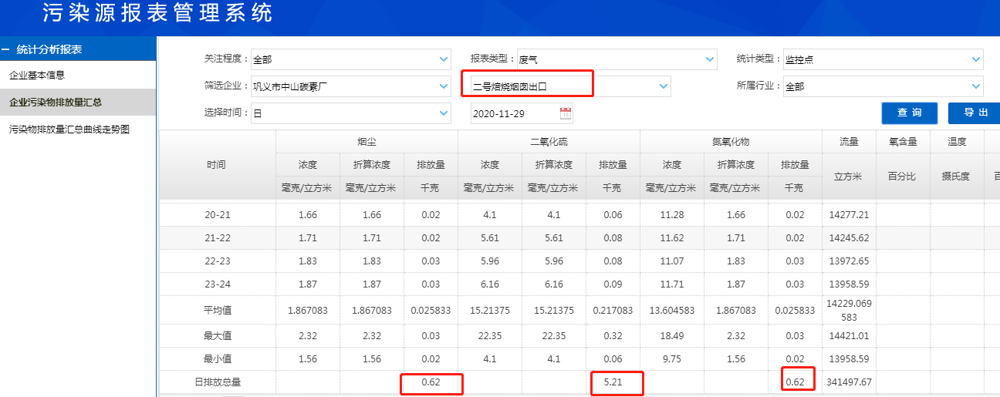 污染源报表管理系统
统计分析报表
企业基本信息
企业污染物排放量汇总
污染物排放量汇总曲线走势图
关注程度： 全部 报表类型： 废气 统计类型： 监控点
筛选企业： 巩义市中山碳素厂 二号焙烧烟囱出口 所属行业： 全部
选择时间： 日 2020-11-29 查 询 导 出
烟尘 二氧化硫 氮氧化物 流量 氧含量 温度
时间 浓度 折算浓度 排放量 浓度 折算浓度 排放量 浓度 折算浓度 排放量
毫克/立方米 毫克/立方米 千克 毫克/立方米 毫克/立方米 千克 毫克/立方米 毫克/立方米 千克 立方米 百分比 摄氏度 百
20-21 1.66 1.66 0.02 4.1 4.1 0.06 11.28 1.66 0.02 14277.21
21-22 1.71 1.71 0.02 5.61 5.61 0.08 11.62 1.71 0.02 14245.62
22-23 1.83 1.83 0.03 5.96 5.96 0.08 11.07 1.83 0.03 13972.65
23-24 1.87 1.87 0.03 6.16 6.16 0.09 11.71 1.87 0.03 13958.59
平均值 1.867083 1.867083 0.025833 15.21375 15.21375 0.217083 13.604583 1.867083 0.025833 14229.069
583
最大值 2.32 2.32 0.03 22.35 22.35 0.32 18.49 2.32 0.03 14421.01
最小值 1.56 1.56 0.02 4.1 4.1 0.06 9.75 1.56 0.02 13958.59
日排放总量 0.62 5.21 0.62 341497.67